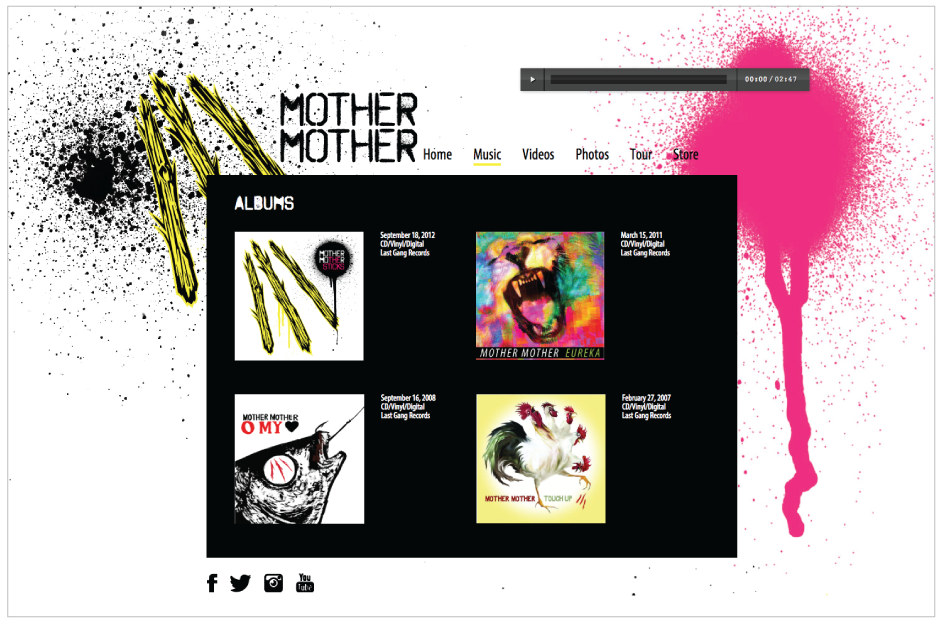 00:00 / 02:47
MOTHER
MOTHER
Home Music Videos Photos Tour Store
ALBUMS
MOTHER
MOTHER
STICKS
September 18, 2012
CD/Vinyl/Digital
Last Gang Records
MOTHER MOTHER EUREKA
March 15, 2011
CD/Vinyl/Digital
Last Gang Records
MOTHER MOTHER
O MY
September 16, 2008
CD/Vinyl/Digital
Last Gang Records
MOTHER MOTHER TOUCH UP
February 27, 2007
CD/Vinyl/Digital
Last Gang Records
f
You
Tube